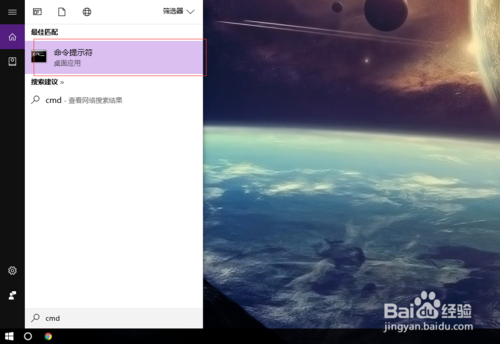 筛选器
最佳匹配
命令提示符
桌面应用
搜索建议 »
cmd - 查看网络搜索结果
cmd
Baidu 经验
jingyan.baidu.com